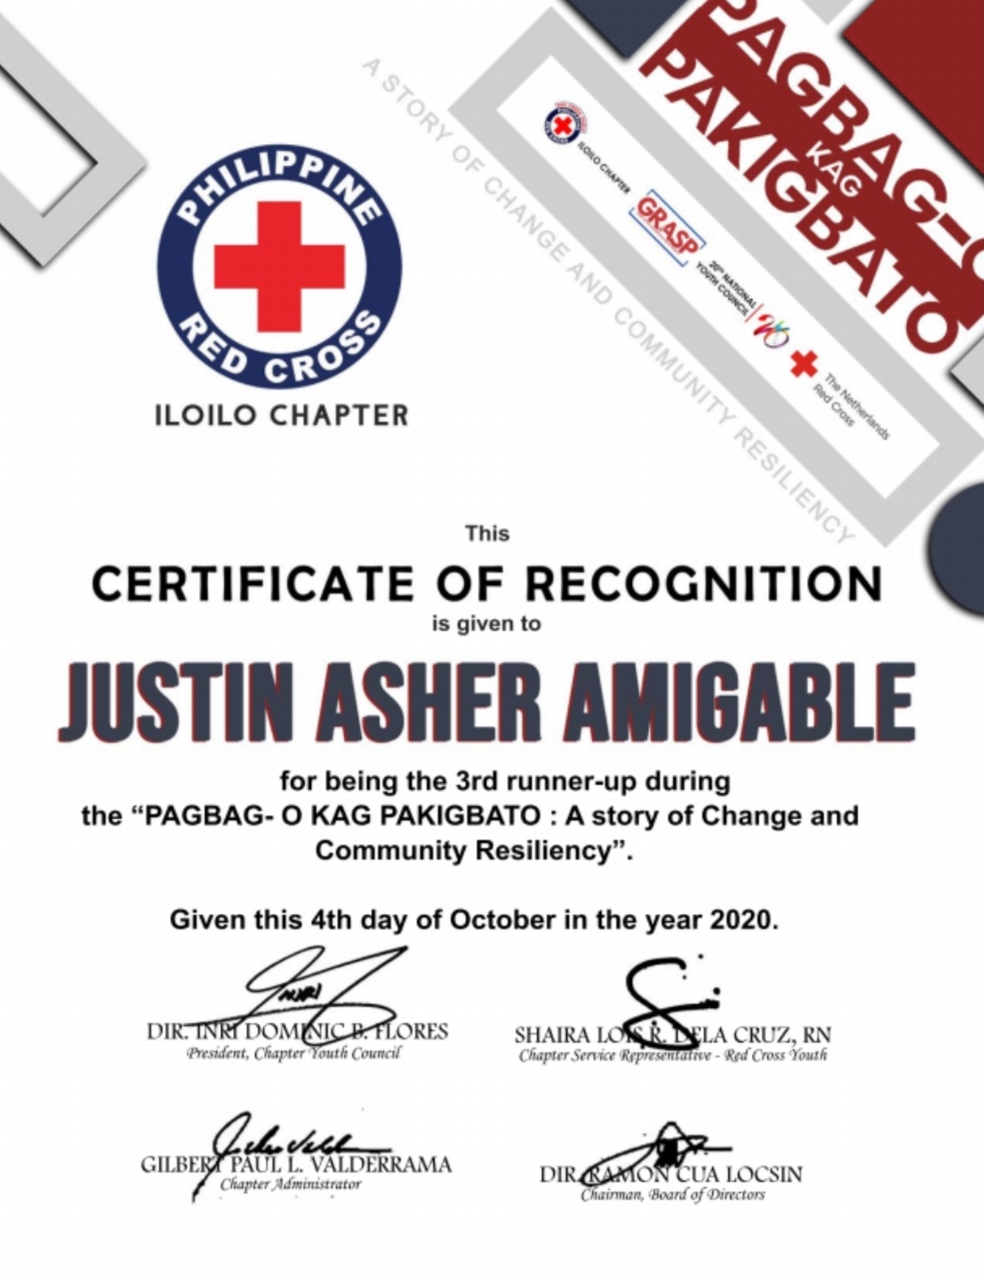 PAGBAG-O
KAG
PAKIGBATO
A STORY OF CHANGE AND COMMUNITY RESILIENCY
ILOILO CHAPTER
GRASP
20th NATIONAL
YOUTH COUNCIL
The Netherlands
Red Cross
PHILIPPINE
RED CROSS
ILOILO CHAPTER
This
CERTIFICATE OF RECOGNITION
is given to
JUSTIN ASHER AMIGABLE
for being the 3rd runner-up during
the “PAGBAG- O KAG PAKIGBATO : A story of Change and
Community Resiliency”.
Given this 4th day of October in the year 2020.
DIR. INRI DOMINIC B. FLORES
President, Chapter Youth Council
SHAIRA LOIS R. DELA CRUZ, RN
Chapter Service Representative - Red Cross Youth
GILBERT PAUL L. VALDERRAMA
Chapter Administrator
DIR. RAMON CUA LOCSIN
Chairman, Board of Directors